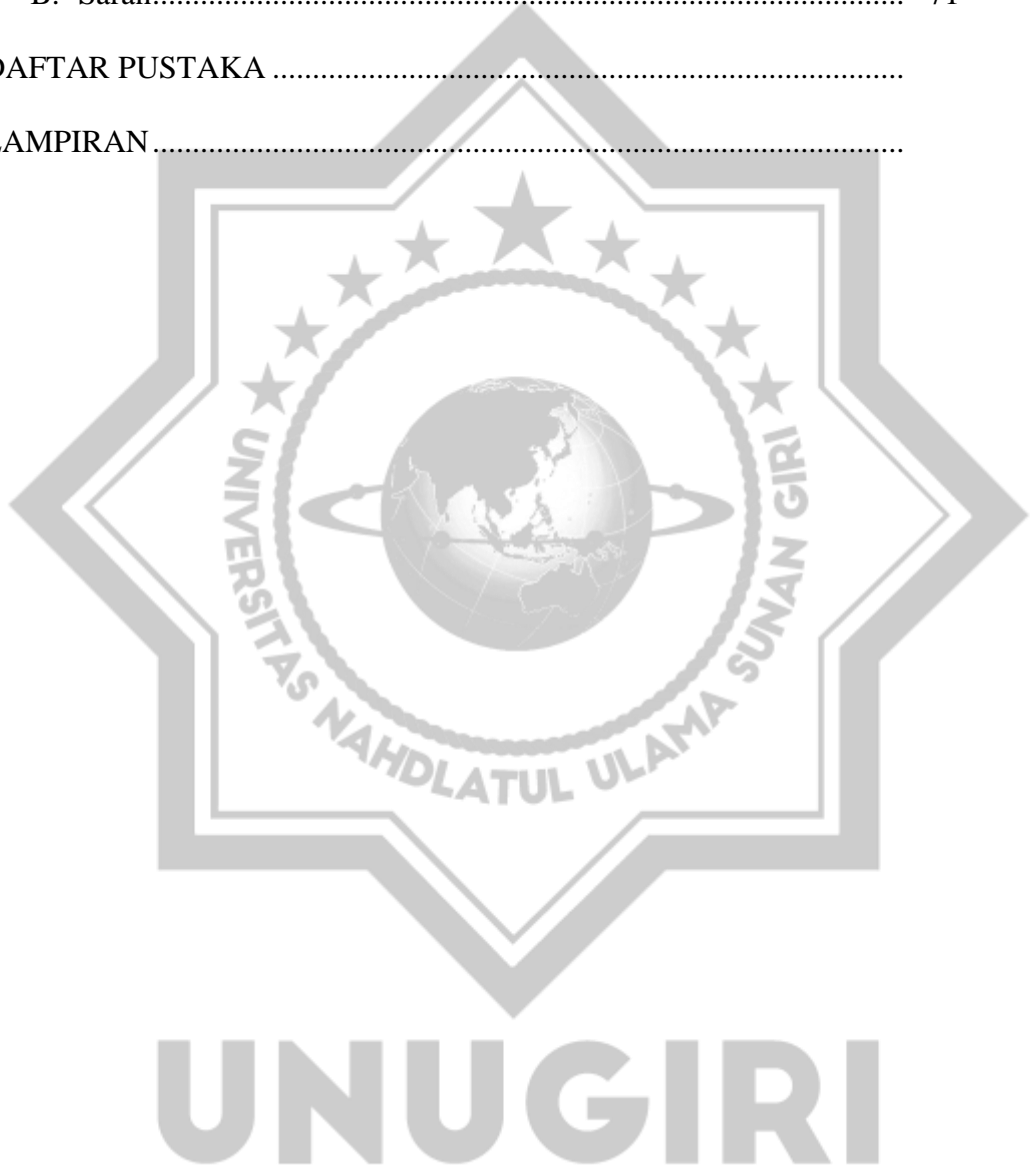 B. Saran.......................................................................................... 71
DAFTAR PUSTAKA ................................................................................
LAMPIRAN...............................................................................................
UNIVERSITAS NAHDLATUL ULAMA SUNAN GIRI
UNUGIRI